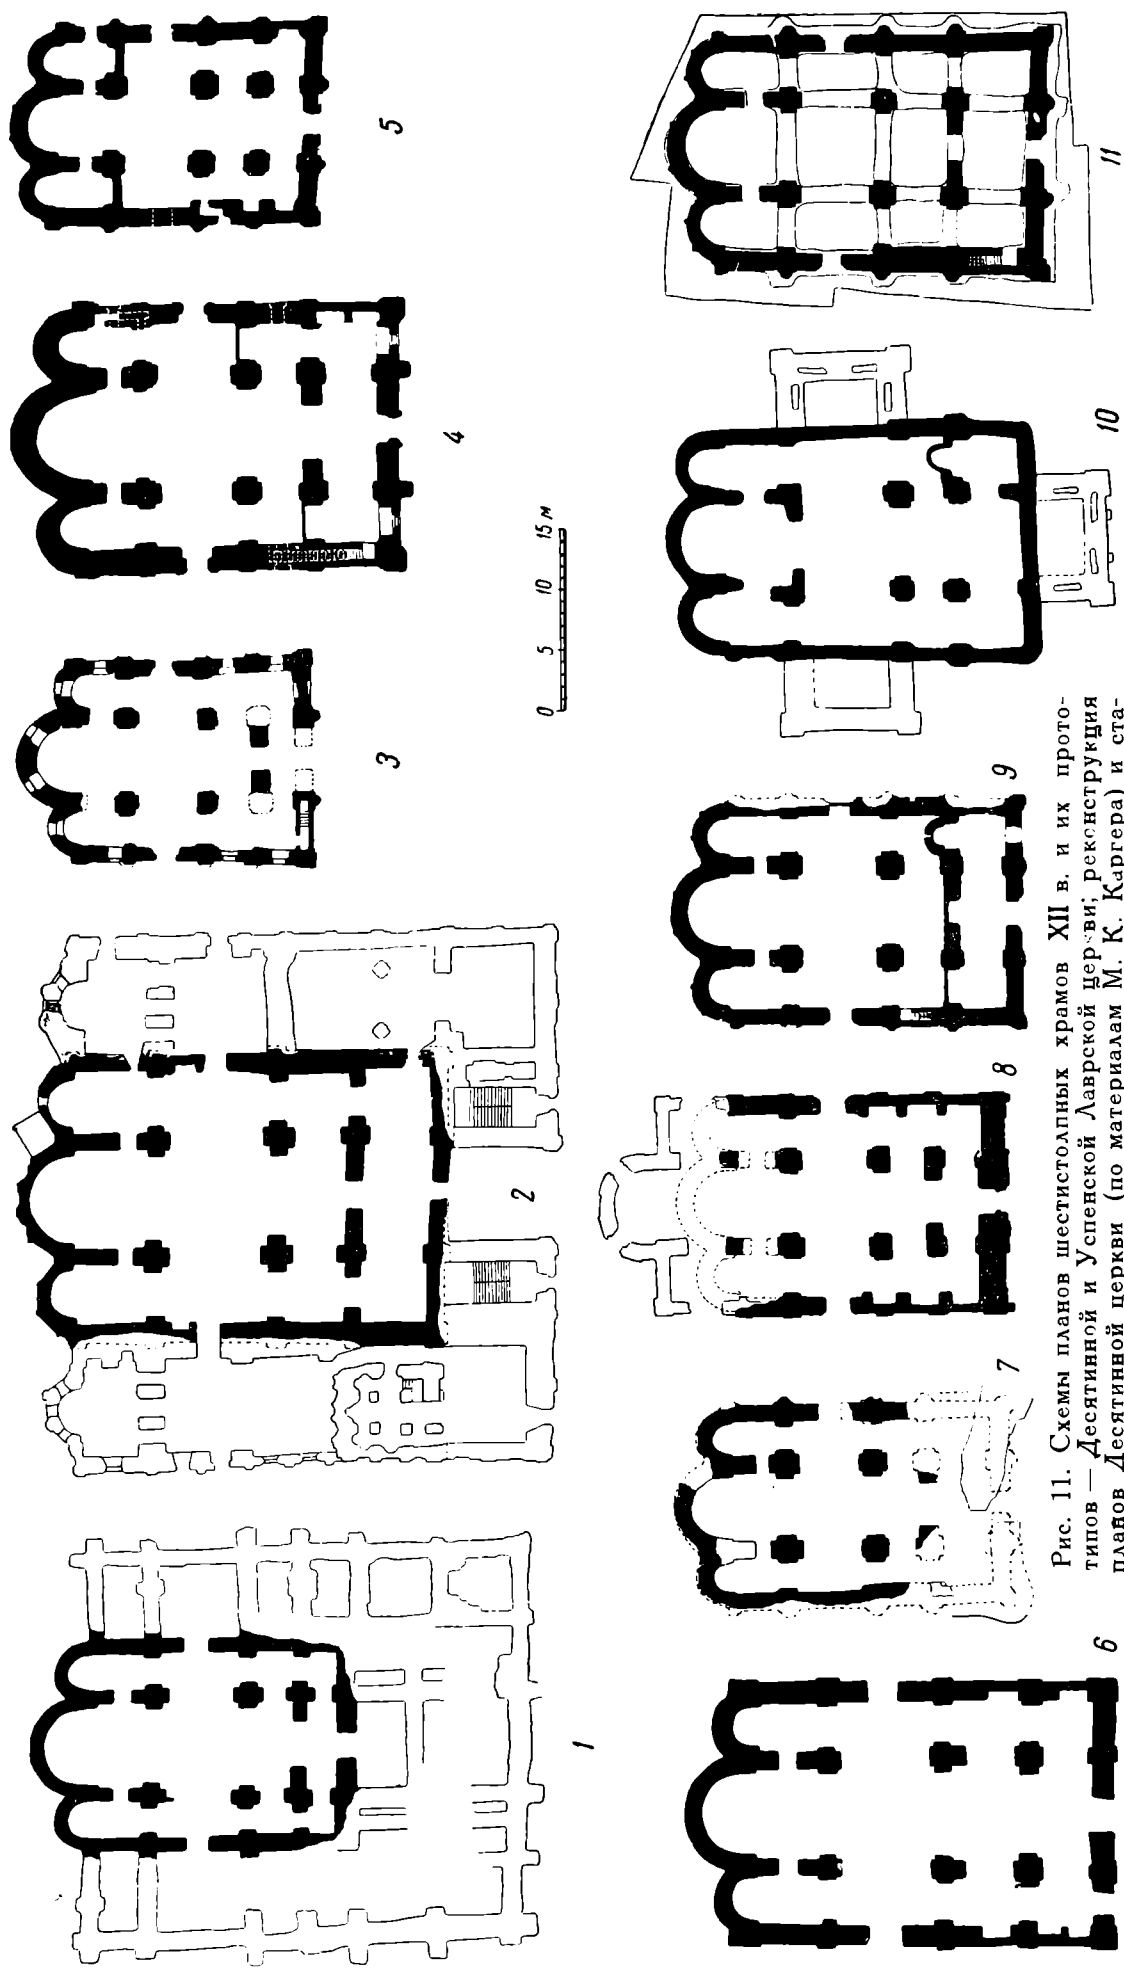 1
2
3
4
5
0 5 10 15 м
6
7
8
9
10
11
Рис. 11. Схемы планов шестистолпных храмов XII в. и их прото-
типов — Десятинной и Успенской Лаврской церкви; реконструкция
планов Десятинной церкви (по материалам М. К. Каргера) и ста-